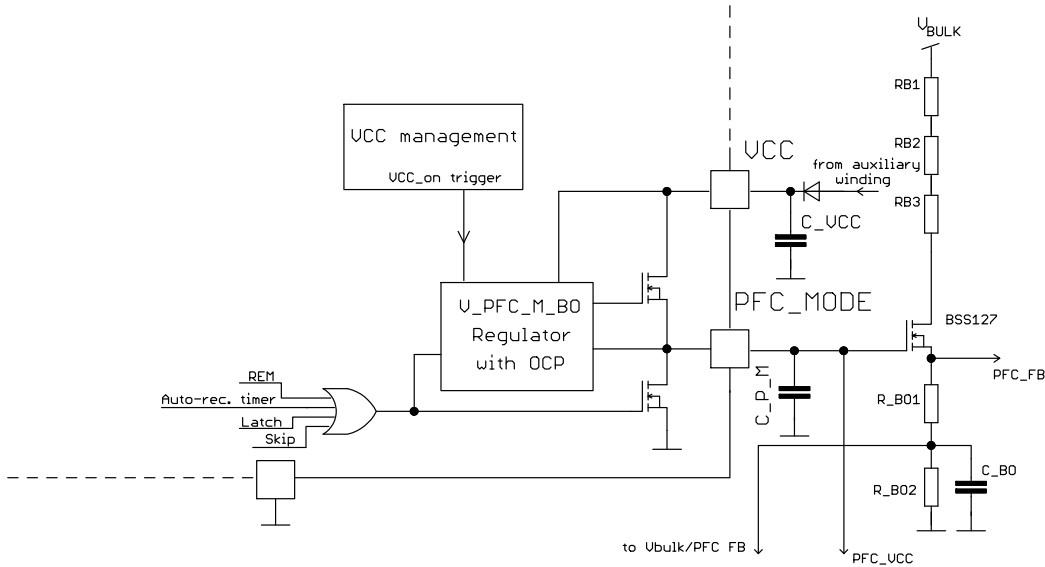 VBULK
RB1
VCC management
VCC_on trigger
VCC
RB2
from auxiliary
winding
RB3
C_VCC
V_PFC_M_BO
Regulator
with OCP
PFC_MODE
BSS127
PFC_FB
REM
Auto-rec. timer
Latch
Skip
C_P_M
R_BO1
C_BO
R_BO2
to Vbulk/PFC FB
PFC_VCC